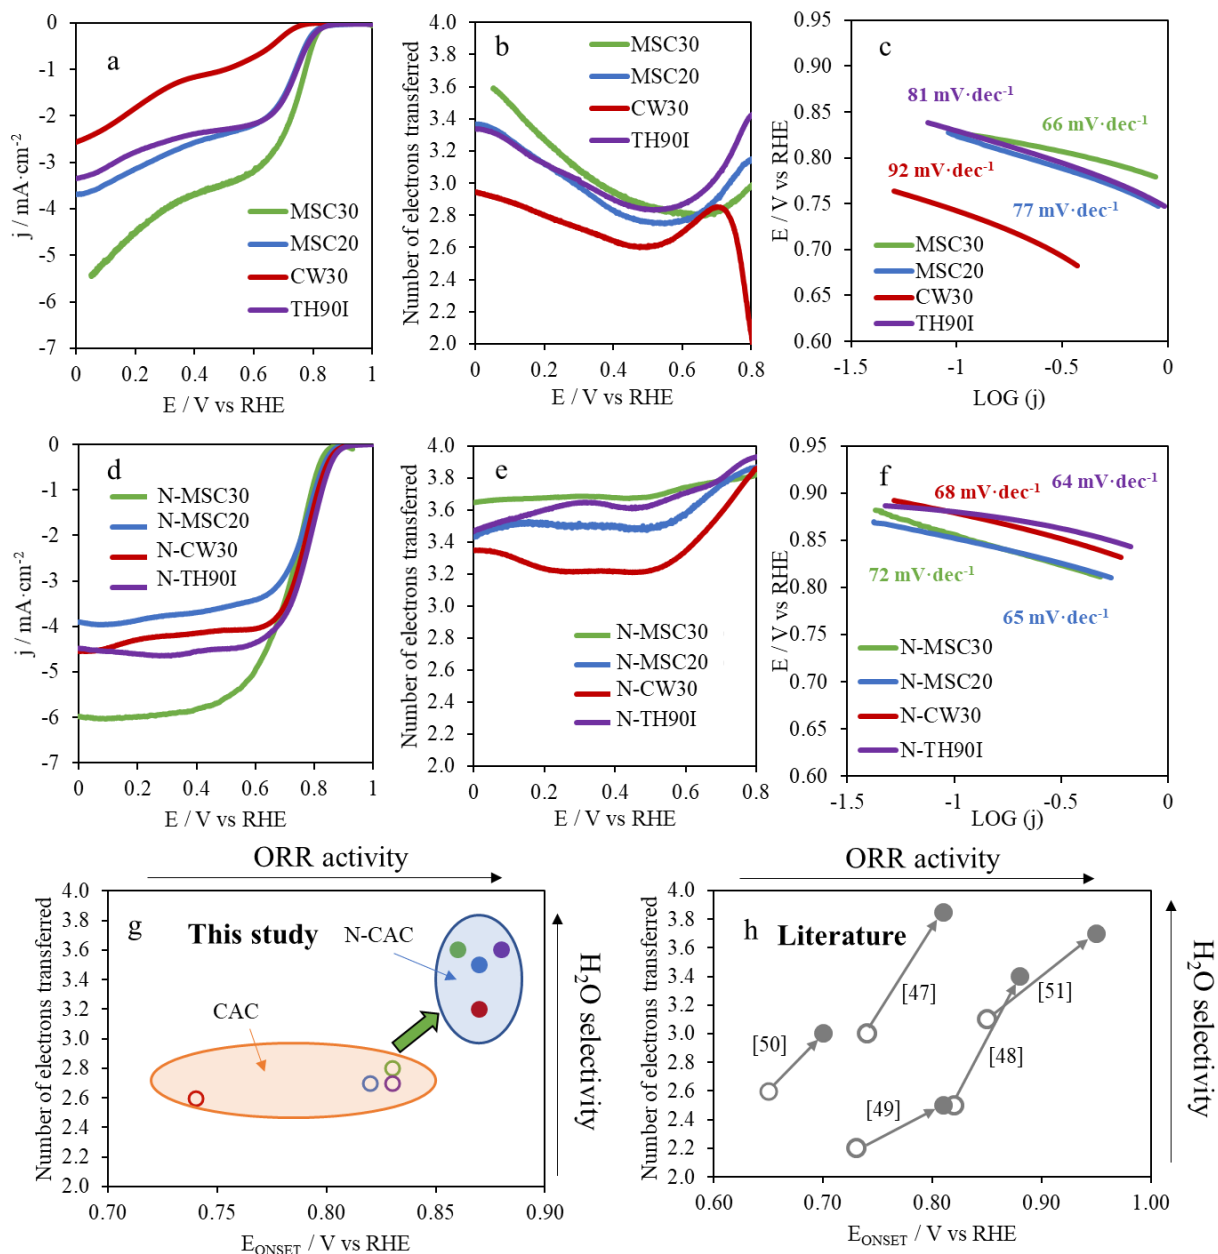 a
j / mA·cm-2
0
-1
-2
-3
-4
-5
-6
-7
0
0.2
0.4
0.6
0.8
1
E / V vs RHE
MSC30
MSC20
CW30
TH90I
b
Number of electrons transferred
4.0
3.8
3.6
3.4
3.2
3.0
2.8
2.6
2.4
2.2
2.0
0
0.2
0.4
0.6
0.8
E / V vs RHE
MSC30
MSC20
CW30
TH90I
c
E / V vs RHE
0.95
0.90
0.85
0.80
0.75
0.70
0.65
0.60
-1.5
-1
-0.5
0
LOG (j)
81 mV·dec-1
66 mV·dec-1
92 mV·dec-1
77 mV·dec-1
MSC30
MSC20
CW30
TH90I
d
j / mA·cm-2
0
-1
-2
-3
-4
-5
-6
-7
0
0.2
0.4
0.6
0.8
1
E / V vs RHE
N-MSC30
N-MSC20
N-CW30
N-TH90I
e
Number of electrons transferred
4.0
3.8
3.6
3.4
3.2
3.0
2.8
2.6
2.4
2.2
2.0
0
0.2
0.4
0.6
0.8
E / V vs RHE
N-MSC30
N-MSC20
N-CW30
N-TH90I
f
E / V vs RHE
0.95
0.90
0.85
0.80
0.75
0.70
0.65
0.60
-1.5
-1
-0.5
0
LOG (j)
64 mV·dec-1
68 mV·dec-1
72 mV·dec-1
65 mV·dec-1
N-MSC30
N-MSC20
N-CW30
N-TH90I
ORR activity
g
This study
N-CAC
CAC
Number of electrons transferred
4.0
3.8
3.6
3.4
3.2
3.0
2.8
2.6
2.4
2.2
2.0
0.70
0.75
0.80
0.85
0.90
EONSET / V vs RHE
H2O selectivity
ORR activity
h
Literature
[47]
[51]
[50]
[48]
[49]
Number of electrons transferred
4.0
3.8
3.6
3.4
3.2
3.0
2.8
2.6
2.4
2.2
2.0
0.60
0.70
0.80
0.90
1.00
EONSET / V vs RHE
H2O selectivity